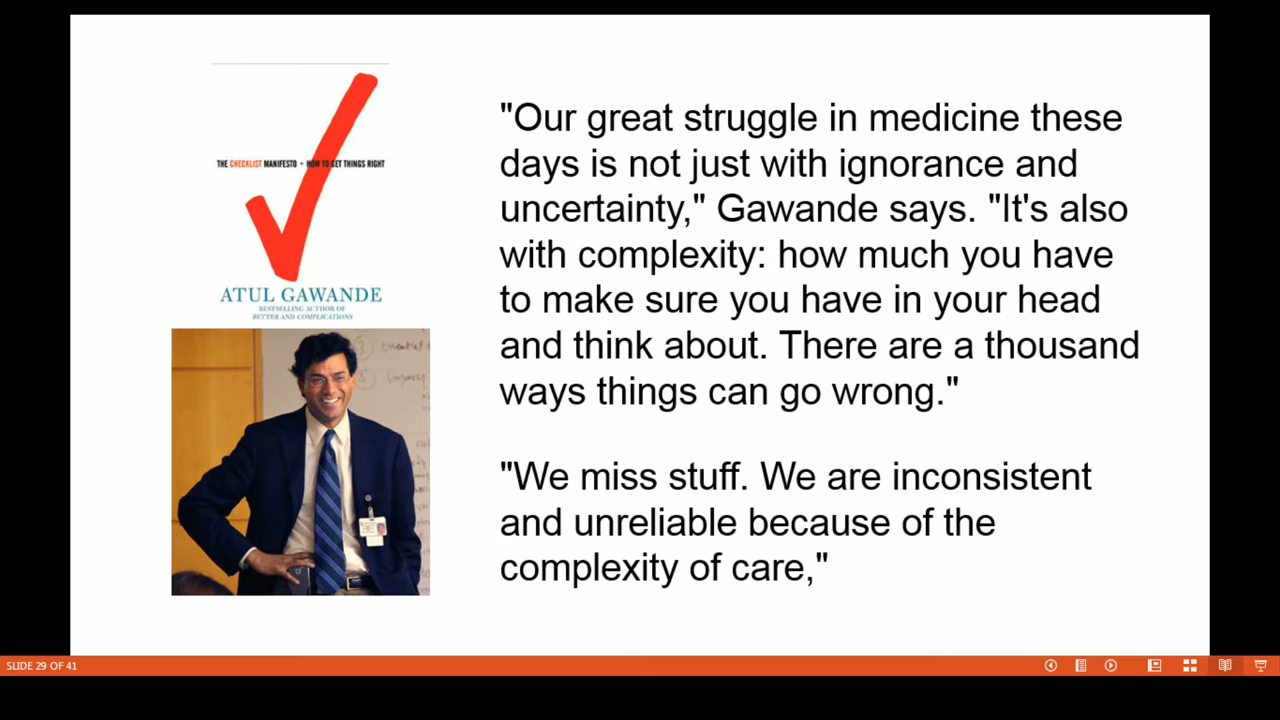 THE CHECKLIST MANIFESTO • HOW TO GET THINGS RIGHT
ATUL GAWANDE
BESTSELLING AUTHOR OF
BETTER AND COMPLICATIONS
"Our great struggle in medicine these
days is not just with ignorance and
uncertainty," Gawande says. "It's also
with complexity: how much you have
to make sure you have in your head
and think about. There are a thousand
ways things can go wrong."
"We miss stuff. We are inconsistent
and unreliable because of the
complexity of care,"
SLIDE 29 OF 41